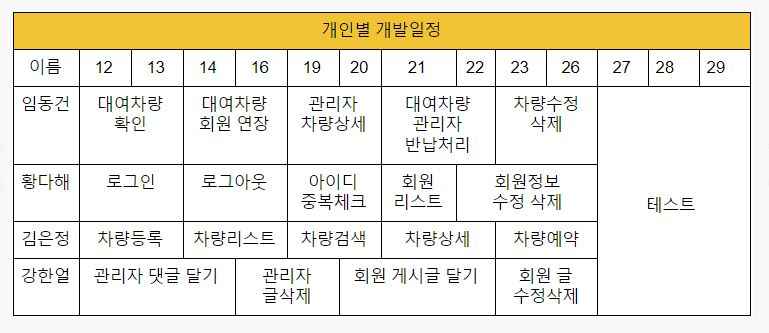 개인별 개발일정
이름 12 13 14 16 19 20 21 22 23 26 27 28 29
임동건 대여차량 확인 대여차량 회원 연장 관리자 차량상세 대여차량 관리자 반납처리 차량수정 삭제 테스트
황다해 로그인 로그아웃 아이디 중복체크 회원 리스트 회원정보 수정 삭제
김은정 차량등록 차량리스트 차량검색 차량상세 차량예약
강한얼 관리자 댓글 달기 관리자 글삭제 회원 게시글 달기 회원 글 수정삭제